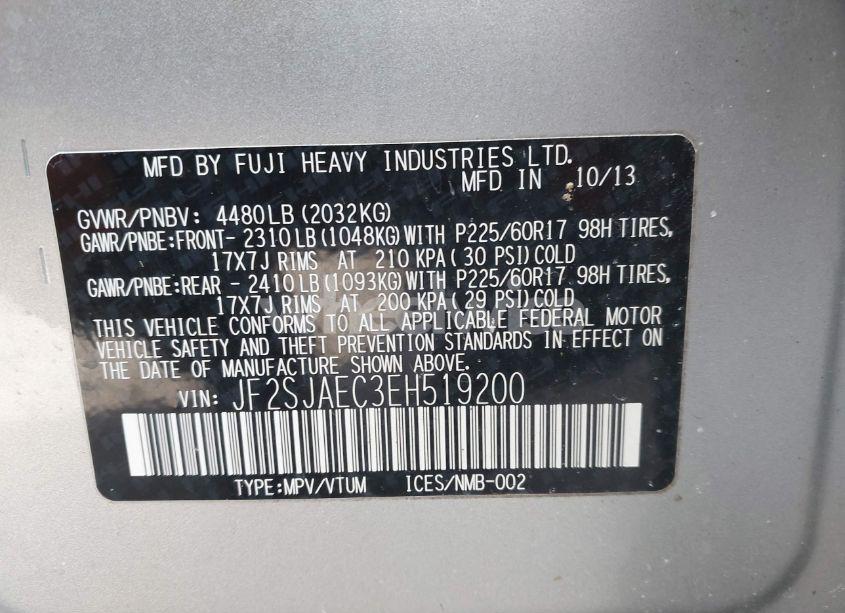 MFD BY FUJI HEAVY INDUSTRIES LTD.
MFD IN 10/13
GVWR/PNBV: 4480LB (2032KG)
GAWR/PNBE:FRONT- 2310LB (1048KG) WITH P225/60R17 98H TIRES,
17X7J RIMS AT 210 KPA ( 30 PSI) COLD
GAWR/PNBE:REAR - 2410LB (1093KG) WITH P225/60R17 98H TIRES,
17X7J RIMS AT 200 KPA ( 29 PSI) COLD
THIS VEHICLE CONFORMS TO ALL APPLICABLE FEDERAL MOTOR
VEHICLE SAFETY AND THEFT PREVENTION STANDARDS IN EFFECT ON
THE DATE OF MANUFACTURE SHOWN ABOVE.
VIN: JF2SJAEC3EH519200
TYPE:MPV/VTUM ICES/NMB-002